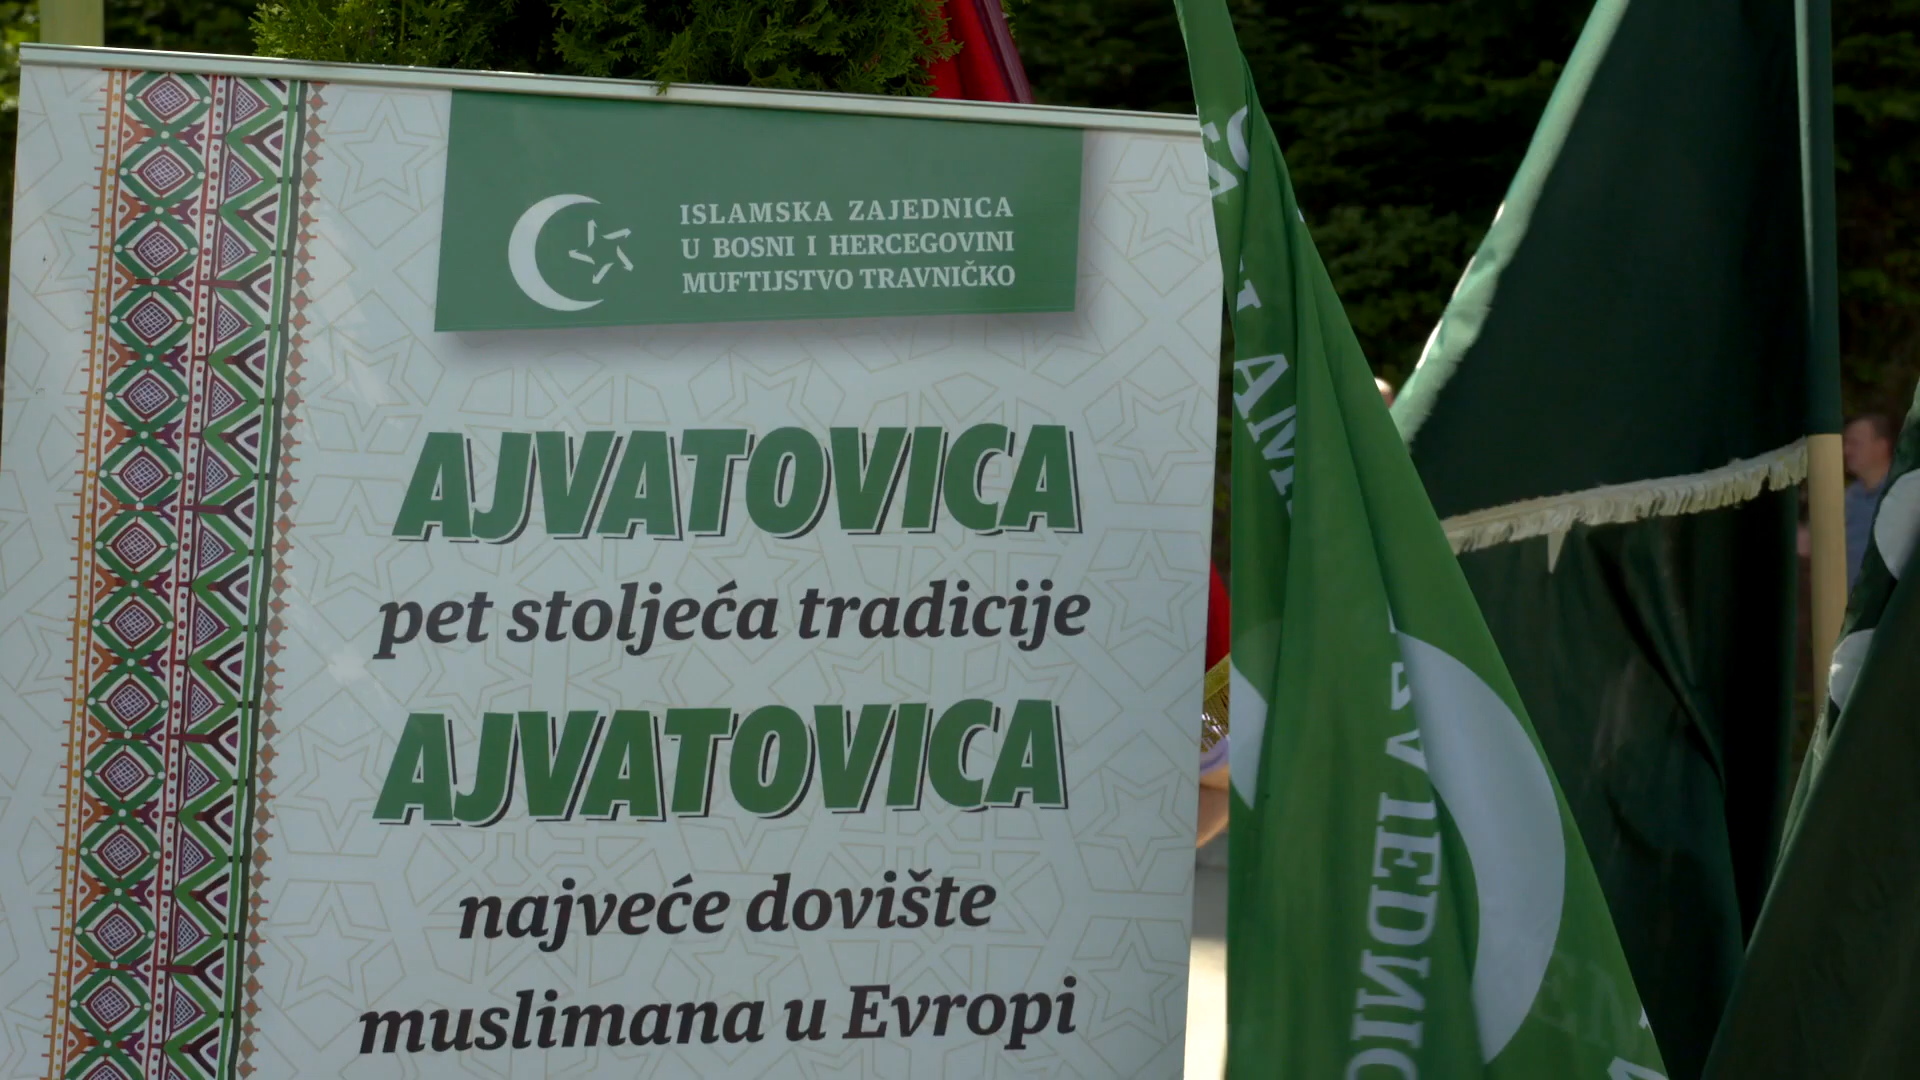 ISLAMSKA ZAJEDNICA
U BOSNI I HERCEGOVINI
MUFTIJSTVO TRAVNIČKO
AJVATOVICA
pet stoljeća tradicije
AJVATOVICA
najveće dovište
muslimana u Evropi